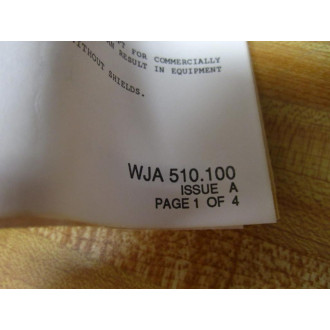 FOR COMMERCIALLY
RESULT IN EQUIPMENT
WITHOUT SHIELDS.
WJA 510.100
ISSUE A
PAGE 1 OF 4